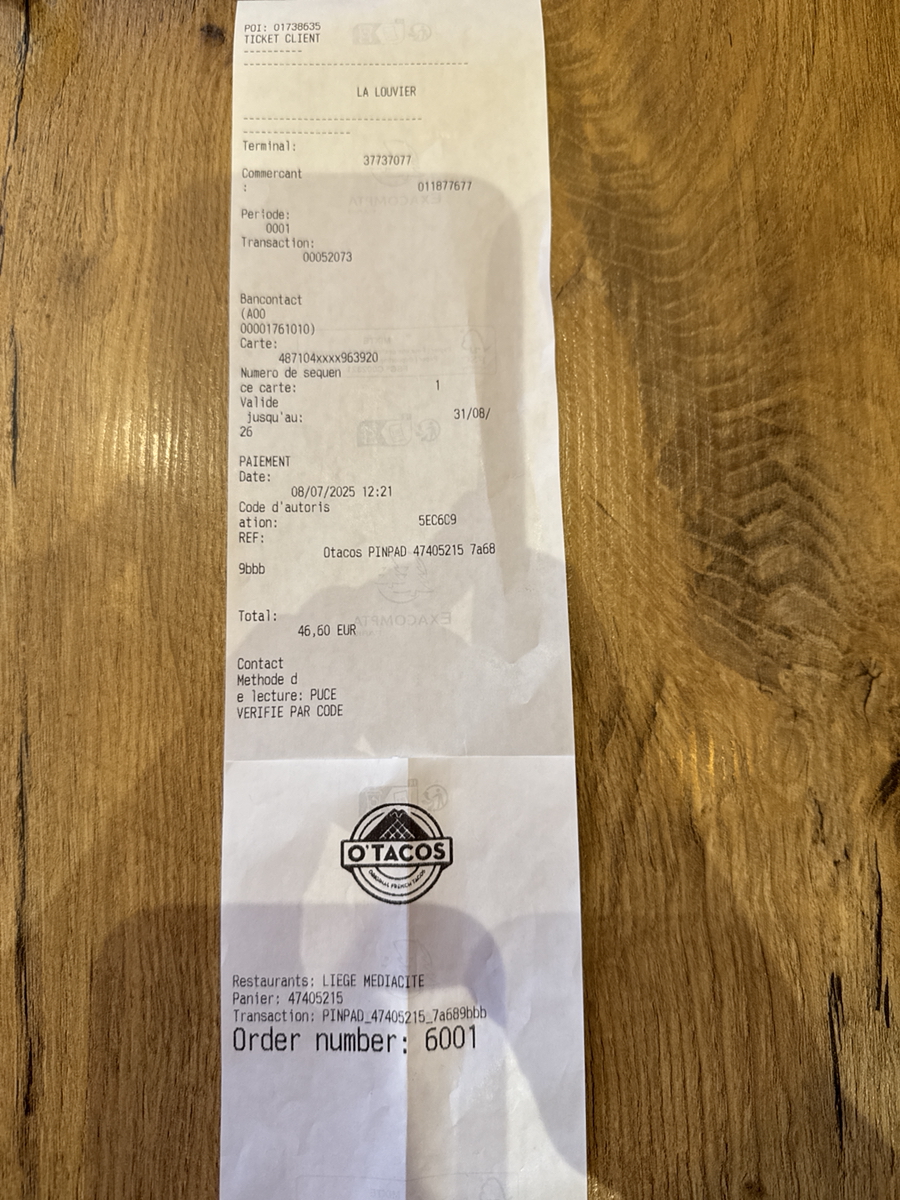 POI: 01738635
TICKET CLIENT
----------
--------------------------------------
LA LOUVIER
------------------------------
------------------
Terminal:
37737077
Commercant
: 011877677
Periode:
0001
Transaction:
00052073
Bancontact
(A00
00001761010)
Carte:
487104xxxx963920
Numero de sequen
ce carte: 1
Valide
jusqu'au: 31/08/
26
PAIEMENT
Date:
08/07/2025 12:21
Code d'autoris
ation: 5EC6C9
REF:
Otacos PINPAD 47405215 7a68
9bbb
Total:
46,60 EUR
Contact
Methode d
e lecture: PUCE
VERIFIE PAR CODE
O'TACOS
ORIGINAL FRENCH TACOS
Restaurants: LIEGE MEDIACITE
Panier: 47405215
Transaction: PINPAD_47405215_7a689bbb
Order number: 6001